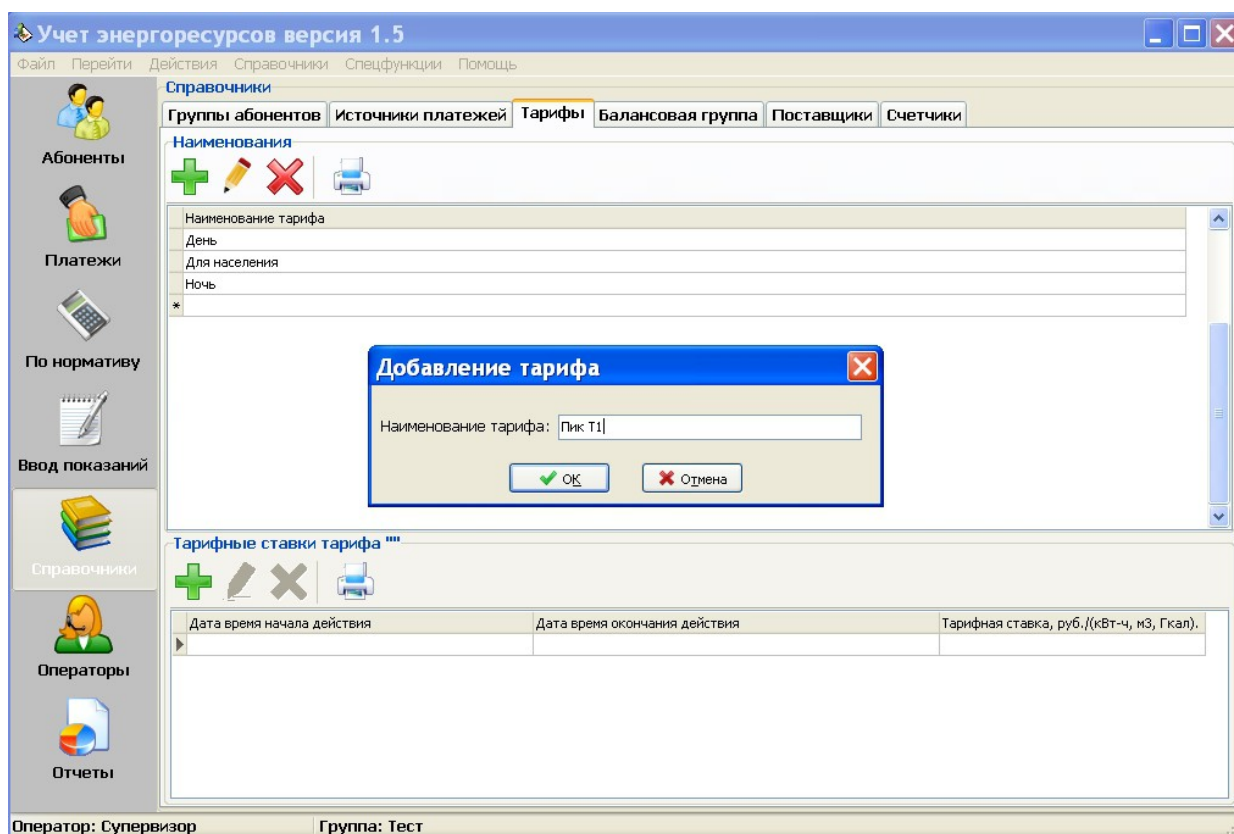 Учет энергоресурсов версия 1.5
Файл Перейти Действия Справочники Спецфункции Помощь
Абоненты
Платежи
По нормативу
Ввод показаний
Справочники
Операторы
Отчеты
Справочники
Группы абонентов Источники платежей Тарифы Балансовая группа Поставщики Счетчики
Наименования
Наименование тарифа
День
Для населения
Ночь
*
Добавление тарифа
Наименование тарифа: Пик Т1
ОК Отмена
Тарифные ставки тарифа ""
Дата время начала действия Дата время окончания действия Тарифная ставка, руб./(кВт-ч, м3, Гкал).
Оператор: Супервизор Группа: Тест